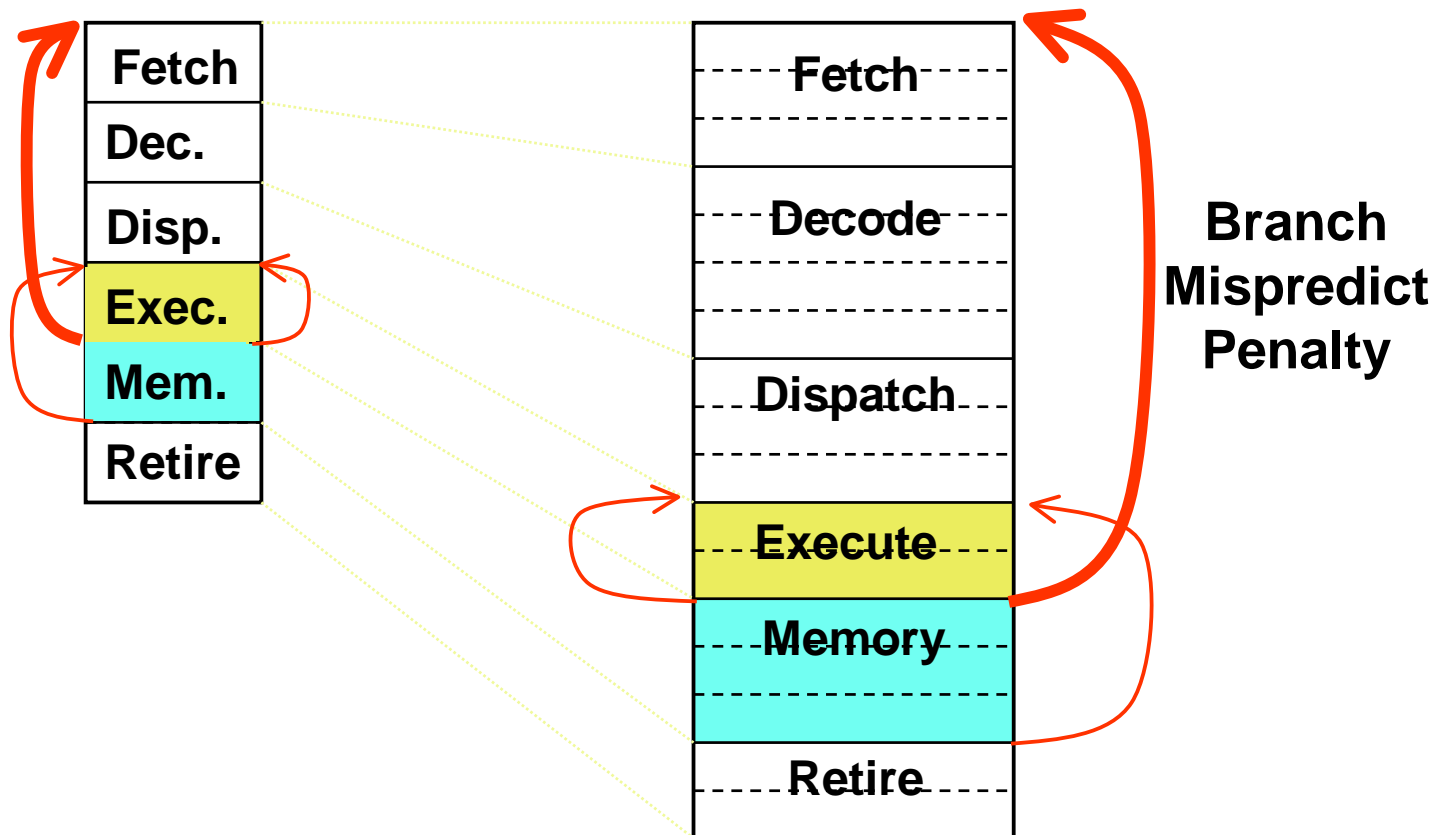 Fetch
Dec.
Disp.
Exec.
Mem.
Retire
Fetch
Decode
Dispatch
Execute
Memory
Retire
Branch
Mispredict
Penalty